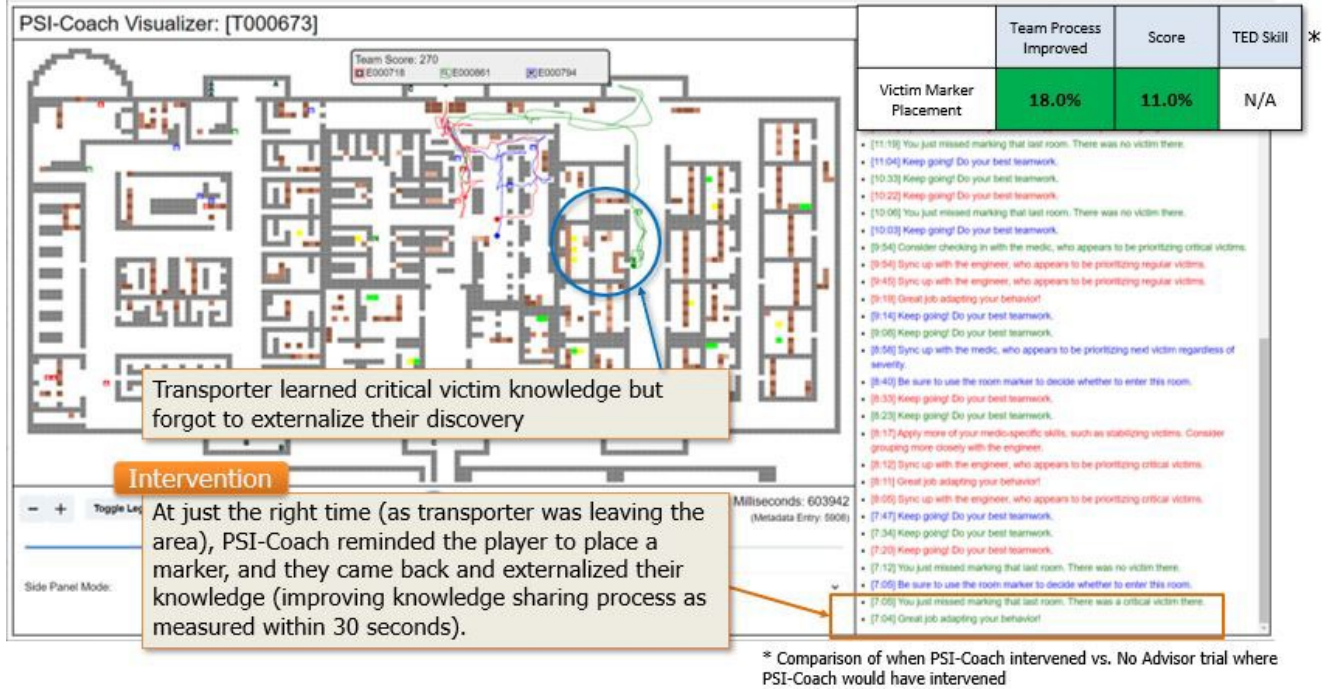 PSI-Coach Visualizer: [T000673]
Team Score: 270
E000718 E000861 E000794
Team Process Improved
Score
TED Skill
*
Victim Marker Placement
18.0%
11.0%
N/A
[11:19] You just missed marking that last room. There was no victim there.
[11:04] Keep going! Do your best teamwork.
[10:33] Keep going! Do your best teamwork.
[10:22] Keep going! Do your best teamwork.
[10:06] You just missed marking that last room. There was no victim there.
[10:03] Keep going! Do your best teamwork.
[9:54] Consider checking in with the medic, who appears to be prioritizing critical victims.
[9:54] Sync up with the engineer, who appears to be prioritizing regular victims.
[9:45] Sync up with the engineer, who appears to be prioritizing regular victims.
[9:19] Great job adapting your behavior!
[9:14] Keep going! Do your best teamwork.
[9:06] Keep going! Do your best teamwork.
[8:56] Sync up with the medic, who appears to be prioritizing next victim regardless of
severity.
[8:40] Be sure to use the room marker to decide whether to enter this room.
[8:33] Keep going! Do your best teamwork.
[8:23] Keep going! Do your best teamwork.
[8:17] Apply more of your medic-specific skills, such as stabilizing victims. Consider
grouping more closely with the engineer.
[8:12] Sync up with the engineer, who appears to be prioritizing critical victims.
[8:11] Great job adapting your behavior!
[8:05] Sync up with the engineer, who appears to be prioritizing critical victims.
[7:47] Keep going! Do your best teamwork.
[7:34] Keep going! Do your best teamwork.
[7:20] Keep going! Do your best teamwork.
[7:12] You just missed marking that last room. There was no victim there.
[7:05] Be sure to use the room marker to decide whether to enter this room.
[7:05] You just missed marking that last room. There was a critical victim there.
[7:04] Great job adapting your behavior!
Transporter learned critical victim knowledge but
forgot to externalize their discovery
Intervention
At just the right time (as transporter was leaving the
area), PSI-Coach reminded the player to place a
marker, and they came back and externalized their
knowledge (improving knowledge sharing process as
measured within 30 seconds).
− + Toggle Leg
Milliseconds: 603942
(Metadata Entry: 5908)
Side Panel Mode:
* Comparison of when PSI-Coach intervened vs. No Advisor trial where
PSI-Coach would have intervened